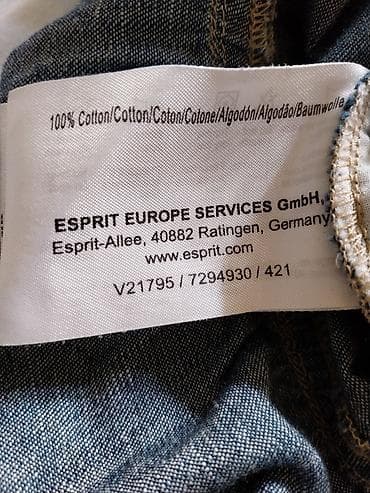 100% Cotton/Cotton/Coton/Cotone/Algodón/Algodão/Baumwolle
ESPRIT EUROPE SERVICES GmbH,
Esprit-Allee, 40882 Ratingen, Germany
www.esprit.com
V21795 / 7294930 / 421